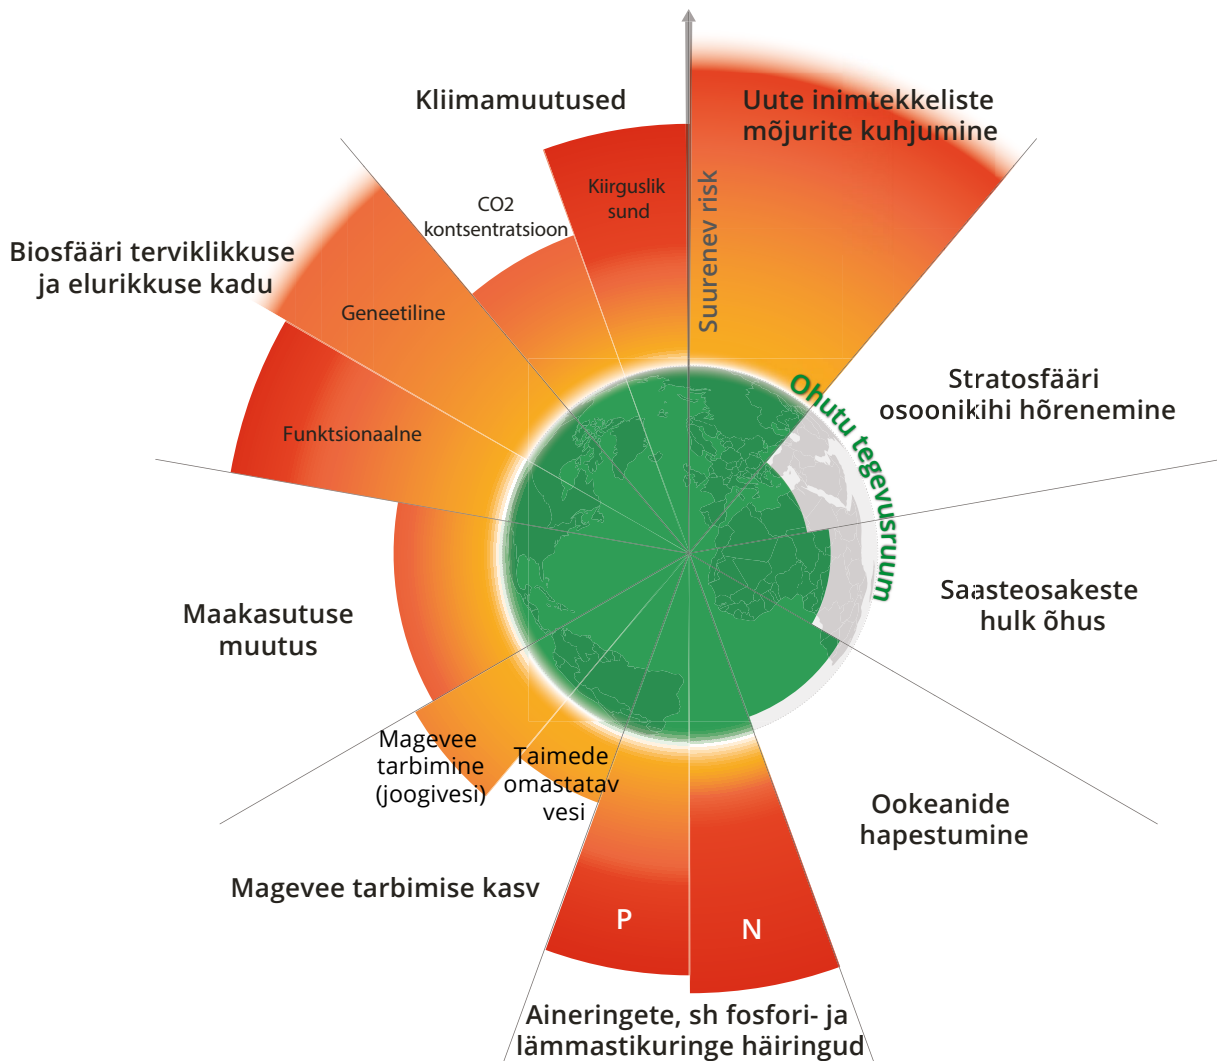 Kliimamuutused
Uute inimtekkeliste
mõjurite kuhjumine
Kiirguslik
sund
CO2
kontsentratsioon
Suurenev risk
Biosfääri terviklikkuse
ja elurikkuse kadu
Geneetiline
Funktsionaalne
Stratosfääri
osoonikihi hõrenemine
Ohutu tegevusruum
Saasteosakeste
hulk õhus
Maakasutuse
muutus
Magevee
tarbimine
(joogivesi)
Taimede
omastatav
vesi
Ookeanide
hapestumine
Magevee tarbimise kasv
P
N
Aineringete, sh fosfori- ja
lämmastikuringe häiringud